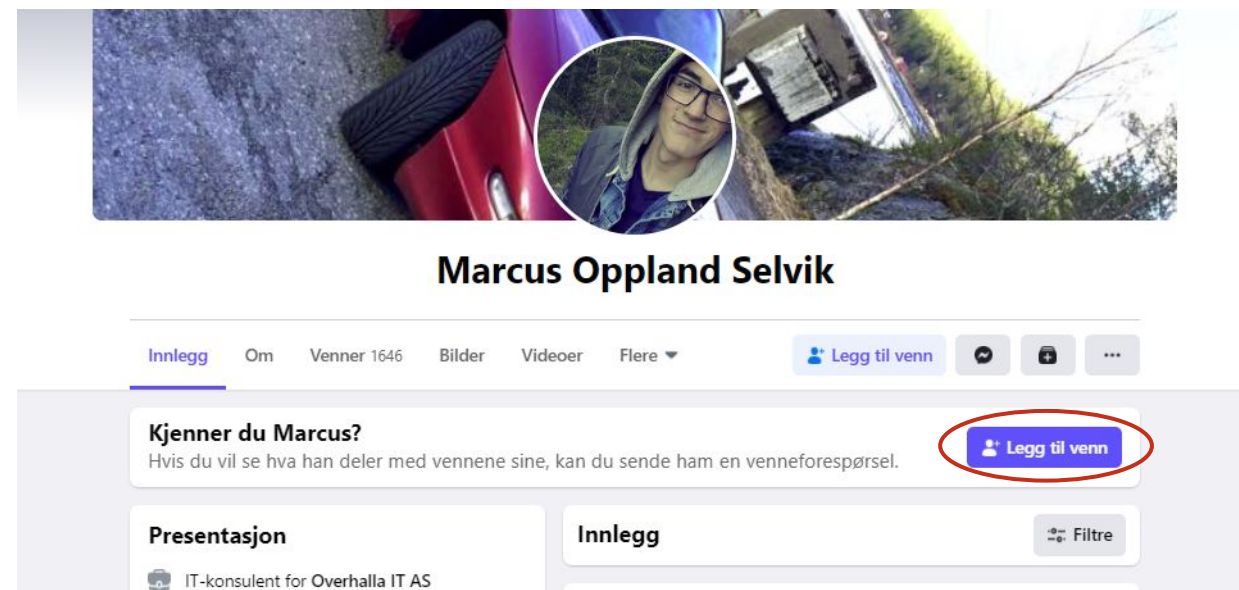 Marcus Oppland Selvik
Innlegg Om Venner 1646 Bilder Videoer Flere Legg til venn
Kjenner du Marcus?
Hvis du vil se hva han deler med vennene sine, kan du sende ham en venneforespørsel.
Legg til venn
Presentasjon
IT-konsulent for Overhalla IT AS
Innlegg
Filtre